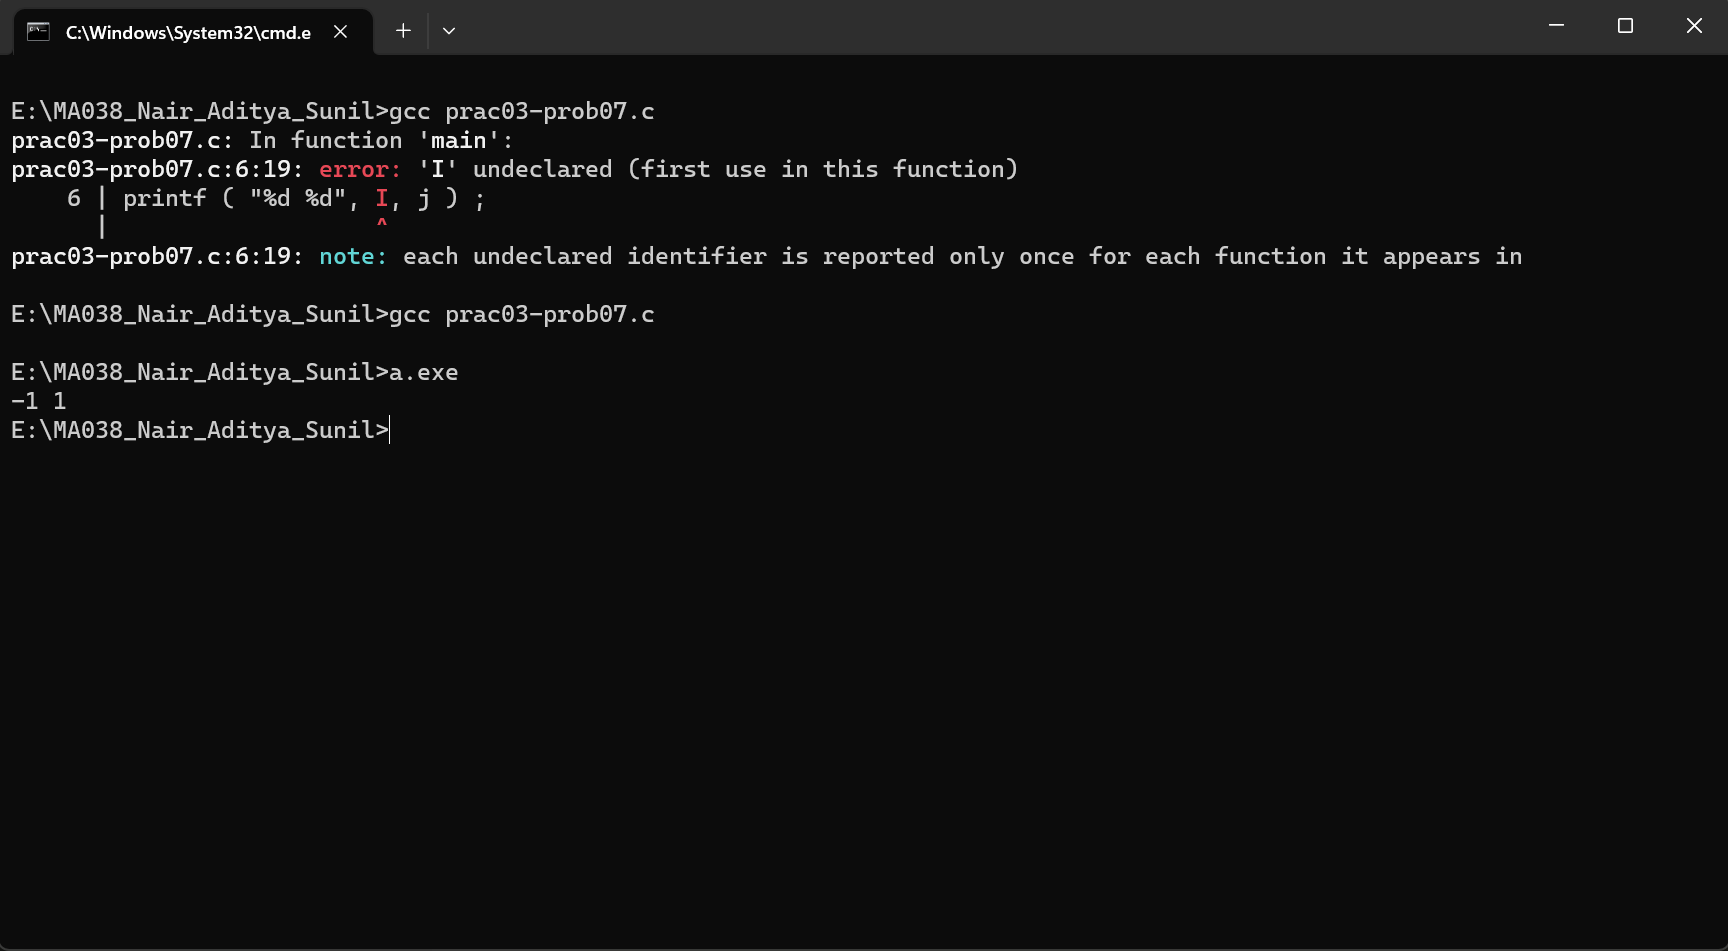 C:\Windows\System32\cmd.e
E:\MA038_Nair_Aditya_Sunil>gcc prac03-prob07.c
prac03-prob07.c: In function 'main':
prac03-prob07.c:6:19: error: 'I' undeclared (first use in this function)
    6 | printf ( "%d %d", I, j ) ;
      |                   ^
prac03-prob07.c:6:19: note: each undeclared identifier is reported only once for each function it appears in
E:\MA038_Nair_Aditya_Sunil>gcc prac03-prob07.c
E:\MA038_Nair_Aditya_Sunil>a.exe
-1 1
E:\MA038_Nair_Aditya_Sunil>